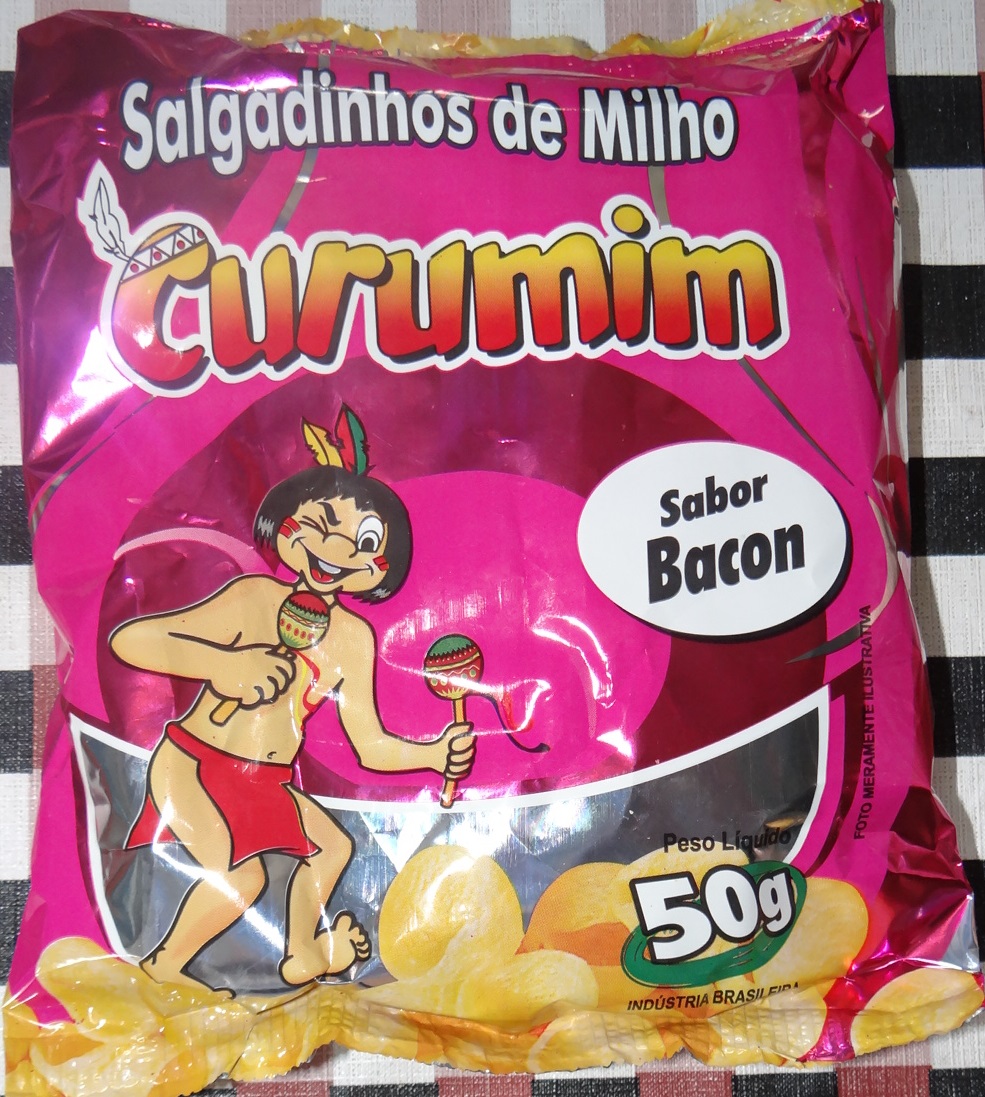 Salgadinhos de Milho
Curumim
Sabor
Bacon
FOTO MERAMENTE ILUSTRATIVA
Peso Líquido
50g
INDÚSTRIA BRASILEIRA